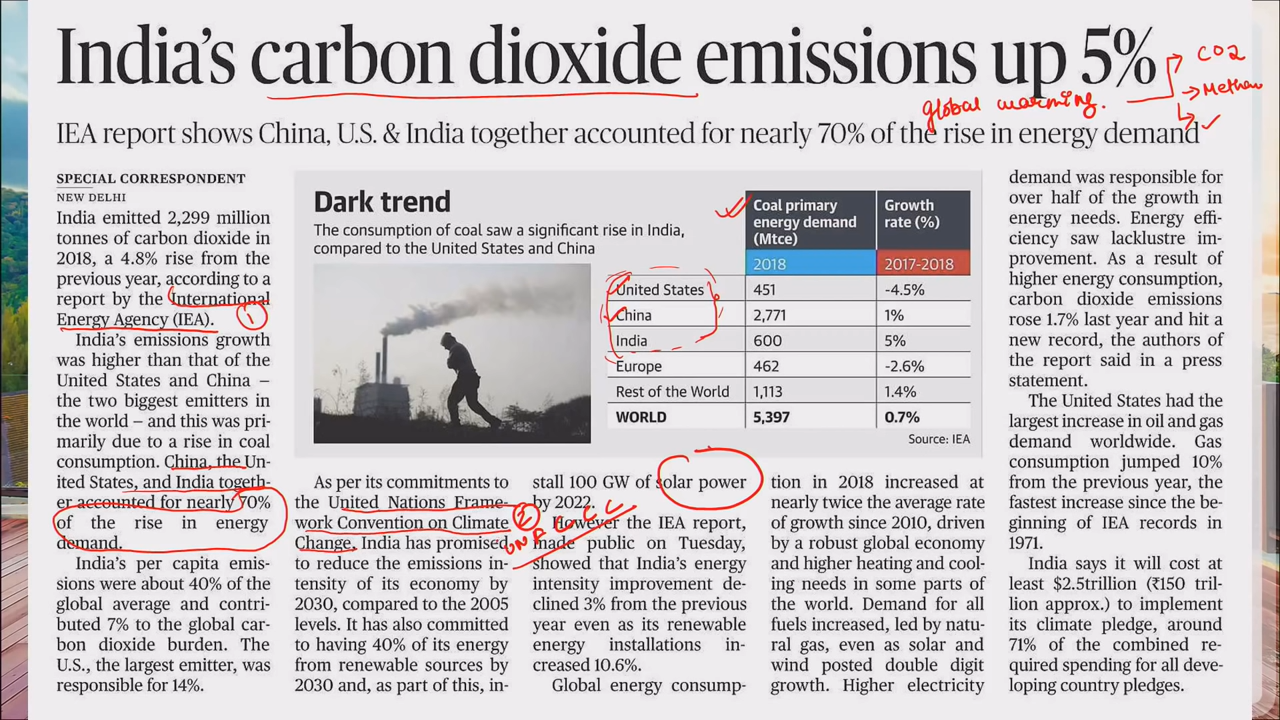 India's carbon dioxide emissions up 5%
CO2
→ Methan
global warming.
IEA report shows China, U.S. & India together accounted for nearly 70% of the rise in energy demand
SPECIAL CORRESPONDENT
NEW DELHI
India emitted 2,299 million
tonnes of carbon dioxide in
2018, a 4.8% rise from the
previous year, according to a
report by the International
Energy Agency (IEA).
1
India's emissions growth
was higher than that of the
United States and China –
the two biggest emitters in
the world – and this was pri-
marily due to a rise in coal
consumption. China, the Un-
ited States, and India togeth-
er accounted for nearly 70%
of the rise in energy
demand.
India's per capita emis-
sions were about 40% of the
global average and contri-
buted 7% to the global car-
bon dioxide burden. The
U.S., the largest emitter, was
responsible for 14%.
Dark trend
The consumption of coal saw a significant rise in India,
compared to the United States and China
Coal primary
energy demand
(Mtce)
Growth
rate (%)
2018 2017-2018
United States 451 -4.5%
China 2,771 1%
India 600 5%
Europe 462 -2.6%
Rest of the World 1,113 1.4%
WORLD 5,397 0.7%
Source: IEA
As per its commitments to
the United Nations Frame-
work Convention on Climate
Change, India has promised
2
UNFCCC
to reduce the emissions in-
tensity of its economy by
2030, compared to the 2005
levels. It has also committed
to having 40% of its energy
from renewable sources by
2030 and, as part of this, in-
stall 100 GW of solar power
by 2022.
However the IEA report,
made public on Tuesday,
showed that India's energy
intensity improvement de-
clined 3% from the previous
year even as its renewable
energy installations in-
creased 10.6%.
Global energy consump-
tion in 2018 increased at
nearly twice the average rate
of growth since 2010, driven
by a robust global economy
and higher heating and cool-
ing needs in some parts of
the world. Demand for all
fuels increased, led by natu-
ral gas, even as solar and
wind posted double digit
growth. Higher electricity
demand was responsible for
over half of the growth in
energy needs. Energy effi-
ciency saw lacklustre im-
provement. As a result of
higher energy consumption,
carbon dioxide emissions
rose 1.7% last year and hit a
new record, the authors of
the report said in a press
statement.
The United States had the
largest increase in oil and gas
demand worldwide. Gas
consumption jumped 10%
from the previous year, the
fastest increase since the be-
ginning of IEA records in
1971.
India says it will cost at
least $2.5trillion (₹150 tril-
lion approx.) to implement
its climate pledge, around
71% of the combined re-
quired spending for all deve-
loping country pledges.